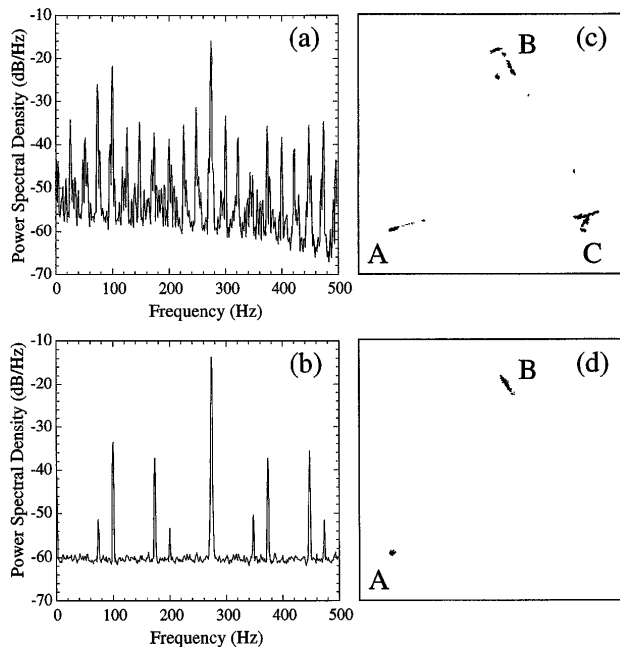 Power Spectral Density (dB/Hz)
-10
-20
-30
-40
-50
-60
-70
(a)
0 100 200 300 400 500
Frequency (Hz)
(c)
B
A
C
Power Spectral Density (dB/Hz)
-10
-20
-30
-40
-50
-60
-70
(b)
0 100 200 300 400 500
Frequency (Hz)
(d)
B
A